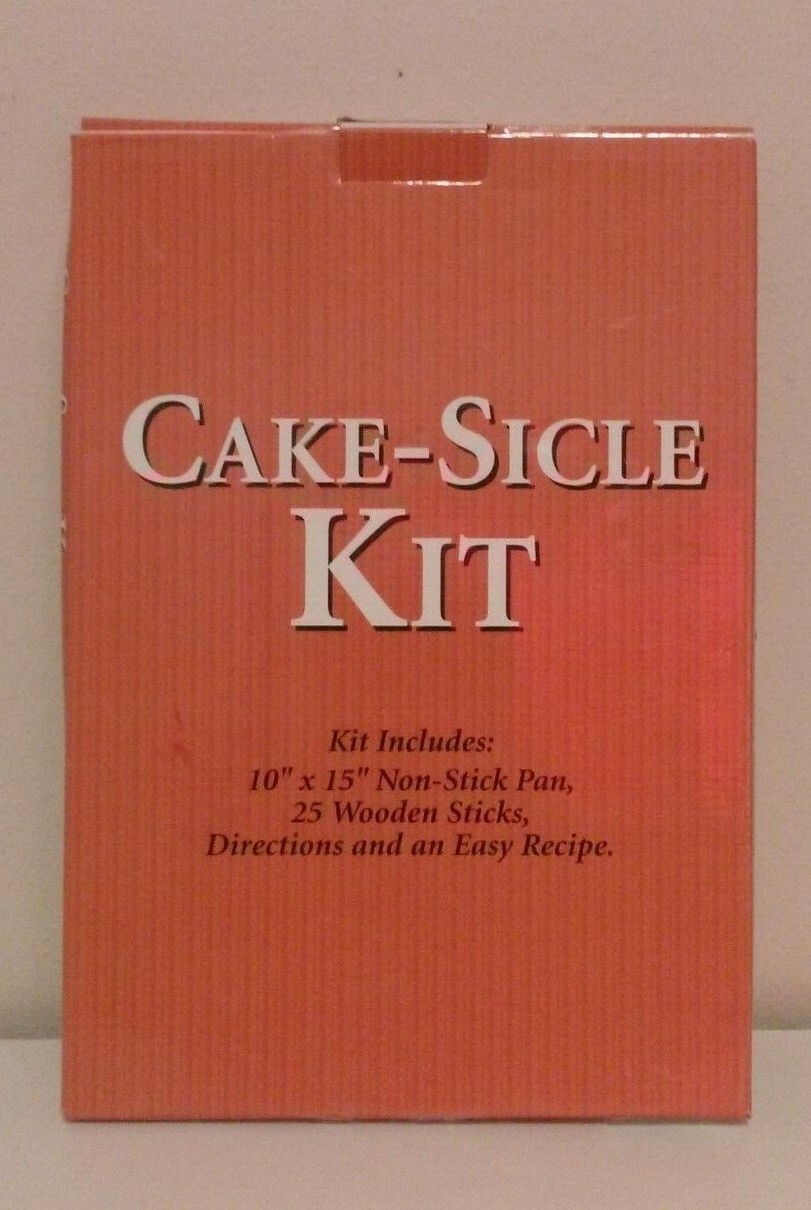 CAKE-SICLE
KIT
Kit Includes:
10" x 15" Non-Stick Pan,
25 Wooden Sticks,
Directions and an Easy Recipe.